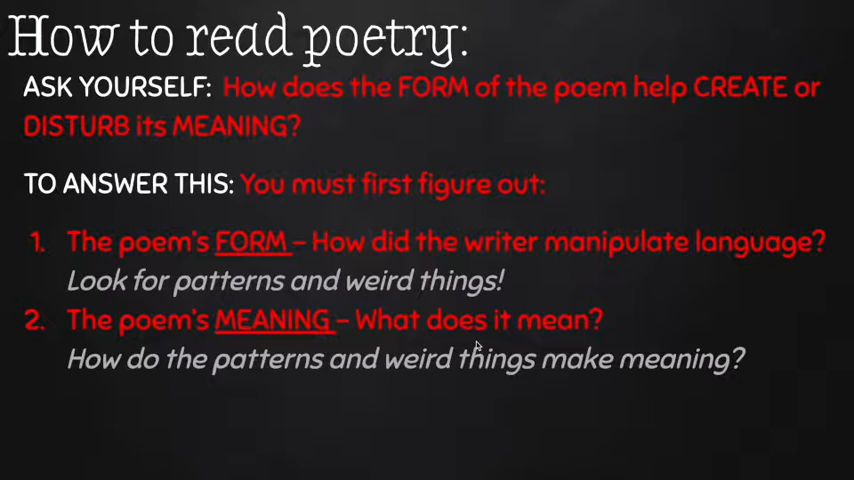 How to read poetry:
ASK YOURSELF: How does the FORM of the poem help CREATE or
DISTURB its MEANING?
TO ANSWER THIS: You must first figure out:
1. The poem's FORM – How did the writer manipulate language?
Look for patterns and weird things!
2. The poem's MEANING – What does it mean?
How do the patterns and weird things make meaning?